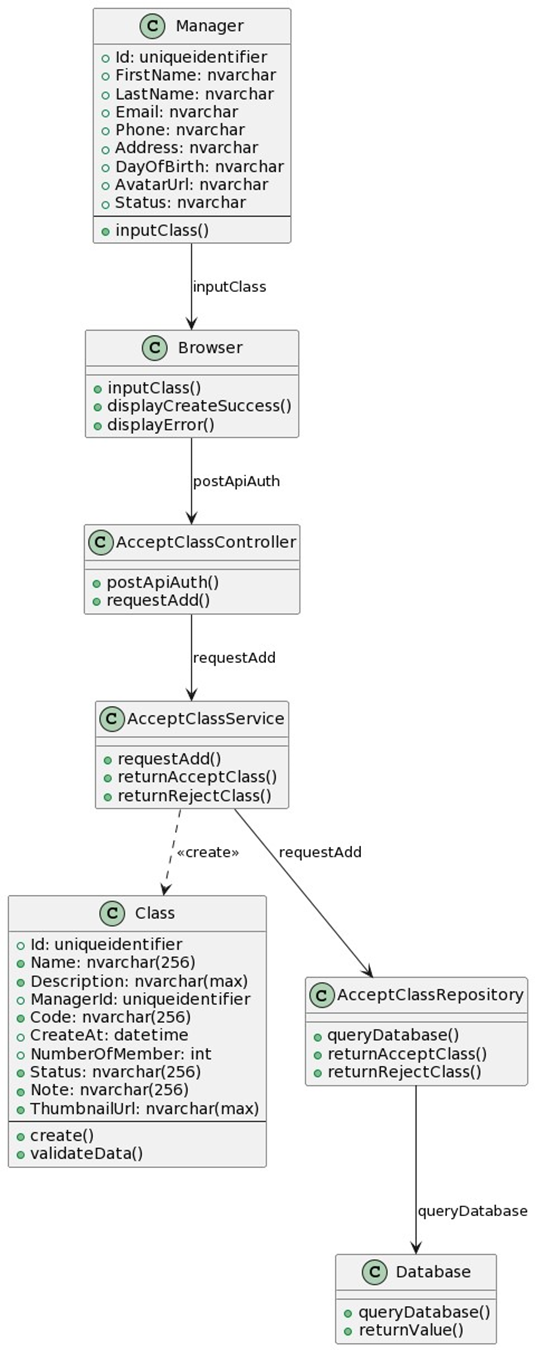 C Manager
Id: uniqueidentifier
FirstName: nvarchar
LastName: nvarchar
Email: nvarchar
Phone: nvarchar
Address: nvarchar
DayOfBirth: nvarchar
AvatarUrl: nvarchar
Status: nvarchar
inputClass()
inputClass
C Browser
inputClass()
displayCreateSuccess()
displayError()
postApiAuth
C AcceptClassController
postApiAuth()
requestAdd()
requestAdd
C AcceptClassService
requestAdd()
returnAcceptClass()
returnRejectClass()
«create»
requestAdd
C Class
Id: uniqueidentifier
Name: nvarchar(256)
Description: nvarchar(max)
ManagerId: uniqueidentifier
Code: nvarchar(256)
CreateAt: datetime
NumberOfMember: int
Status: nvarchar(256)
Note: nvarchar(256)
ThumbnailUrl: nvarchar(max)
create()
validateData()
C AcceptClassRepository
queryDatabase()
returnAcceptClass()
returnRejectClass()
queryDatabase
C Database
queryDatabase()
returnValue()